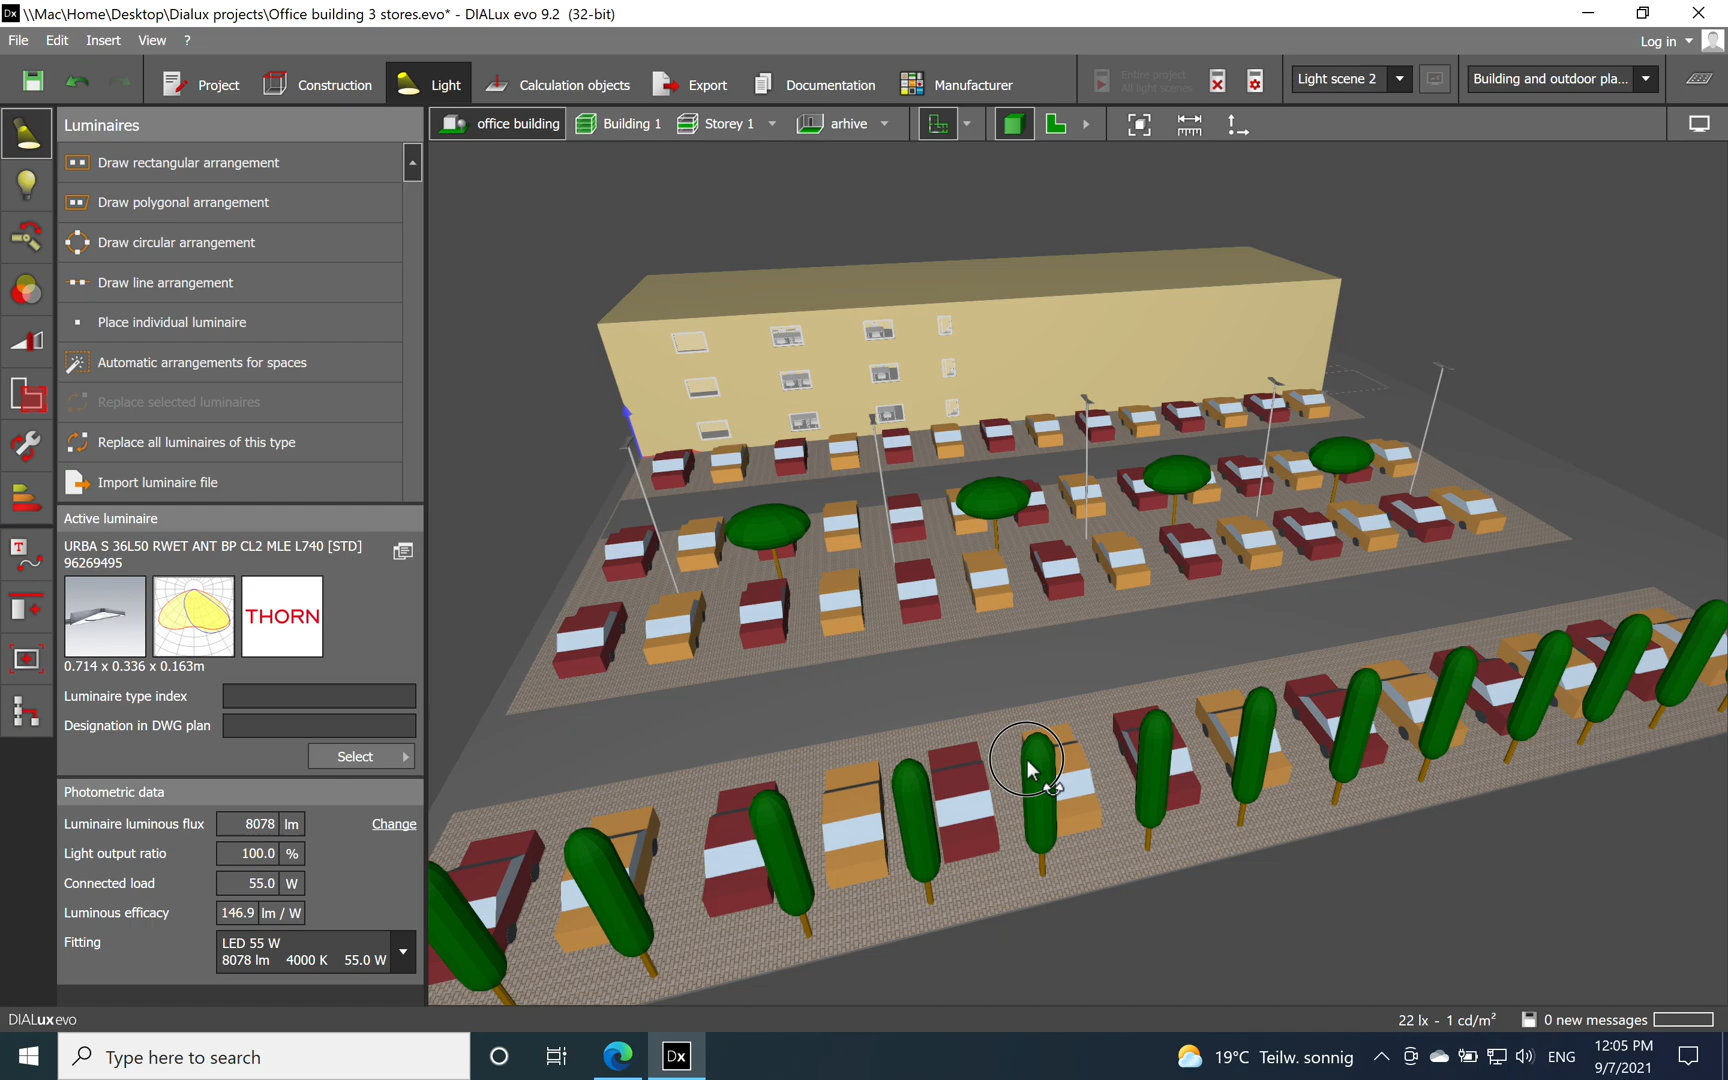 \\Mac\Home\Desktop\Dialux projects\Office building 3 stores.evo* - DIALux evo 9.2 (32-bit)
File Edit Insert View ?
Log in
Project Construction Light Calculation objects Export Documentation Manufacturer
Entire project
All light scenes
Light scene 2
Building and outdoor pla...
Luminaires
office building Building 1 Storey 1 arhive
Draw rectangular arrangement
Draw polygonal arrangement
Draw circular arrangement
Draw line arrangement
Place individual luminaire
Automatic arrangements for spaces
Replace selected luminaires
Replace all luminaires of this type
Import luminaire file
Active luminaire
URBA S 36L50 RWET ANT BP CL2 MLE L740 [STD]
96269495
THORN
0.714 x 0.336 x 0.163m
Luminaire type index
Designation in DWG plan
Select
Photometric data
Luminaire luminous flux 8078 lm Change
Light output ratio 100.0 %
Connected load 55.0 W
Luminous efficacy 146.9 lm / W
Fitting
LED 55 W
8078 lm 4000 K 55.0 W
DIALux evo
22 lx - 1 cd/m²
0 new messages
Type here to search
Dx
19°C Teilw. sonnig
ENG
12:05 PM
9/7/2021